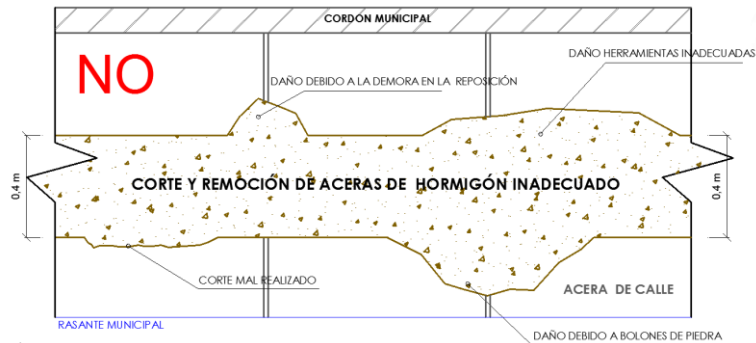 CORDÓN MUNICIPAL
NO
DAÑO HERRAMIENTAS INADECUADAS
DAÑO DEBIDO A LA DEMORA EN LA REPOSICIÓN
0,4 m
CORTE Y REMOCIÓN DE ACERAS DE HORMIGÓN INADECUADO
0,4 m
CORTE MAL REALIZADO
ACERA DE CALLE
RASANTE MUNICIPAL
DAÑO DEBIDO A BOLONES DE PIEDRA